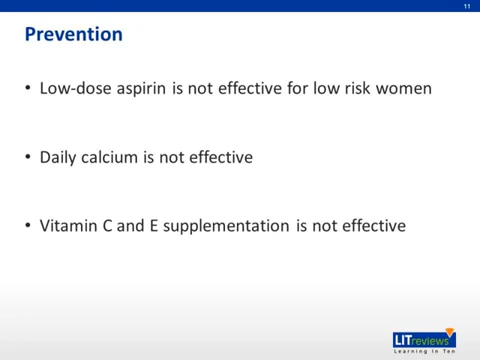 11
Prevention
• Low-dose aspirin is not effective for low risk women
• Daily calcium is not effective
• Vitamin C and E supplementation is not effective
LITreviews
Learning in Ten